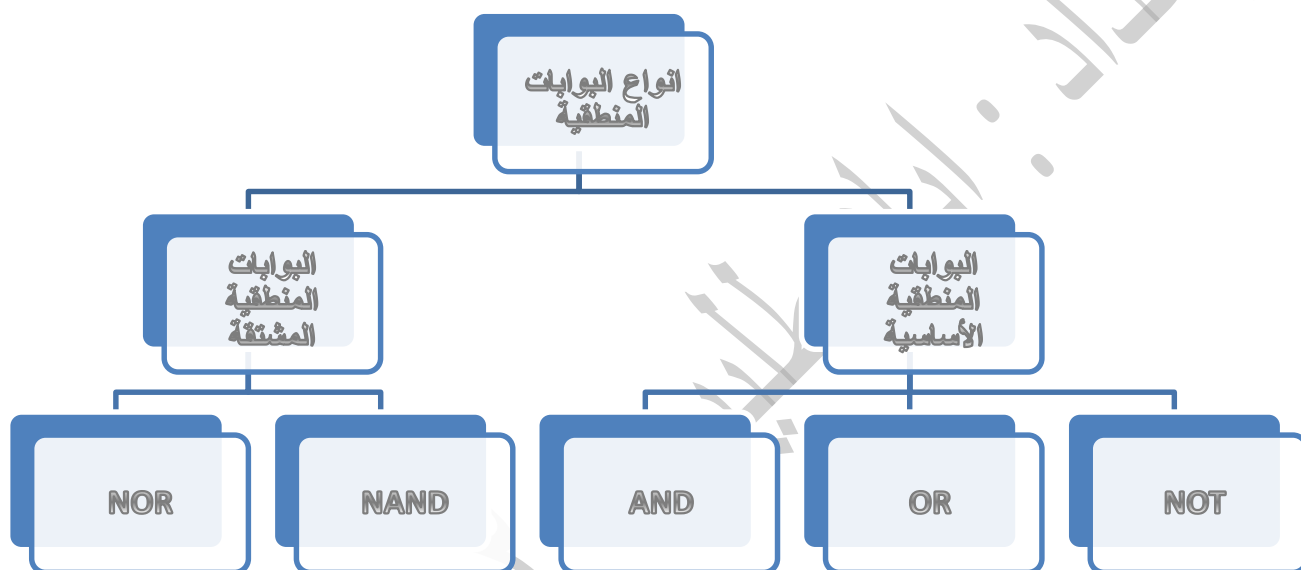 انواع البوابات
المنطقية
البوابات
المنطقية
الأساسية
البوابات
المنطقية
المشتقة
NOT
OR
AND
NAND
NOR